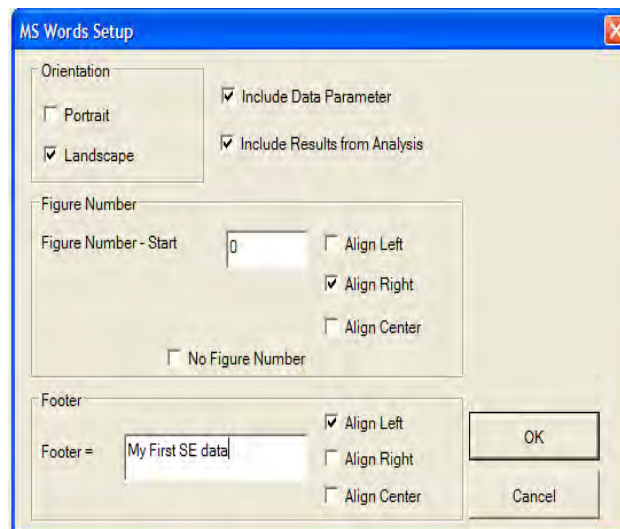 MS Words Setup
Orientation
Portrait
Landscape
Include Data Parameter
Include Results from Analysis
Figure Number
Figure Number - Start
0
Align Left
Align Right
Align Center
No Figure Number
Footer
Footer =
My First SE data
Align Left
Align Right
Align Center
OK
Cancel